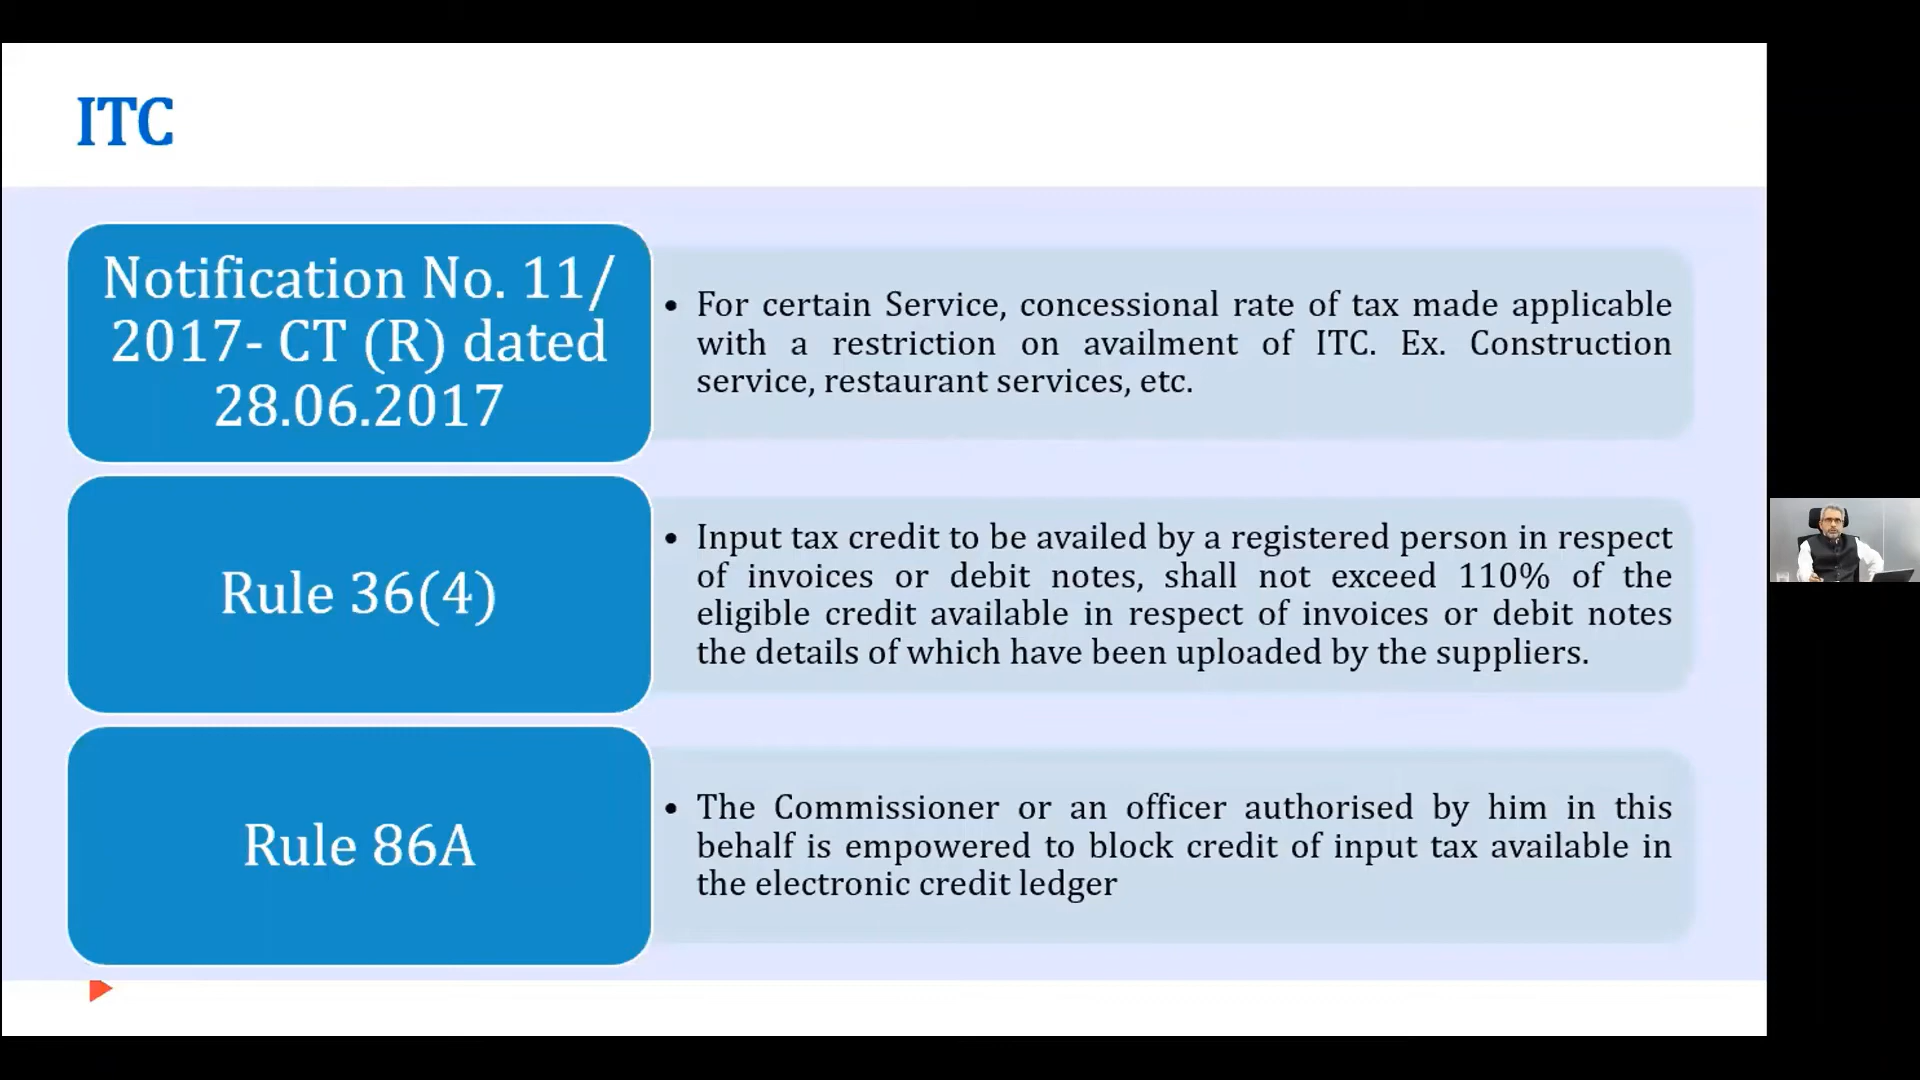 ITC
Notification No. 11/
2017- CT (R) dated
28.06.2017
• For certain Service, concessional rate of tax made applicable
with a restriction on availment of ITC. Ex. Construction
service, restaurant services, etc.
Rule 36(4)
• Input tax credit to be availed by a registered person in respect
of invoices or debit notes, shall not exceed 110% of the
eligible credit available in respect of invoices or debit notes
the details of which have been uploaded by the suppliers.
Rule 86A
• The Commissioner or an officer authorised by him in this
behalf is empowered to block credit of input tax available in
the electronic credit ledger